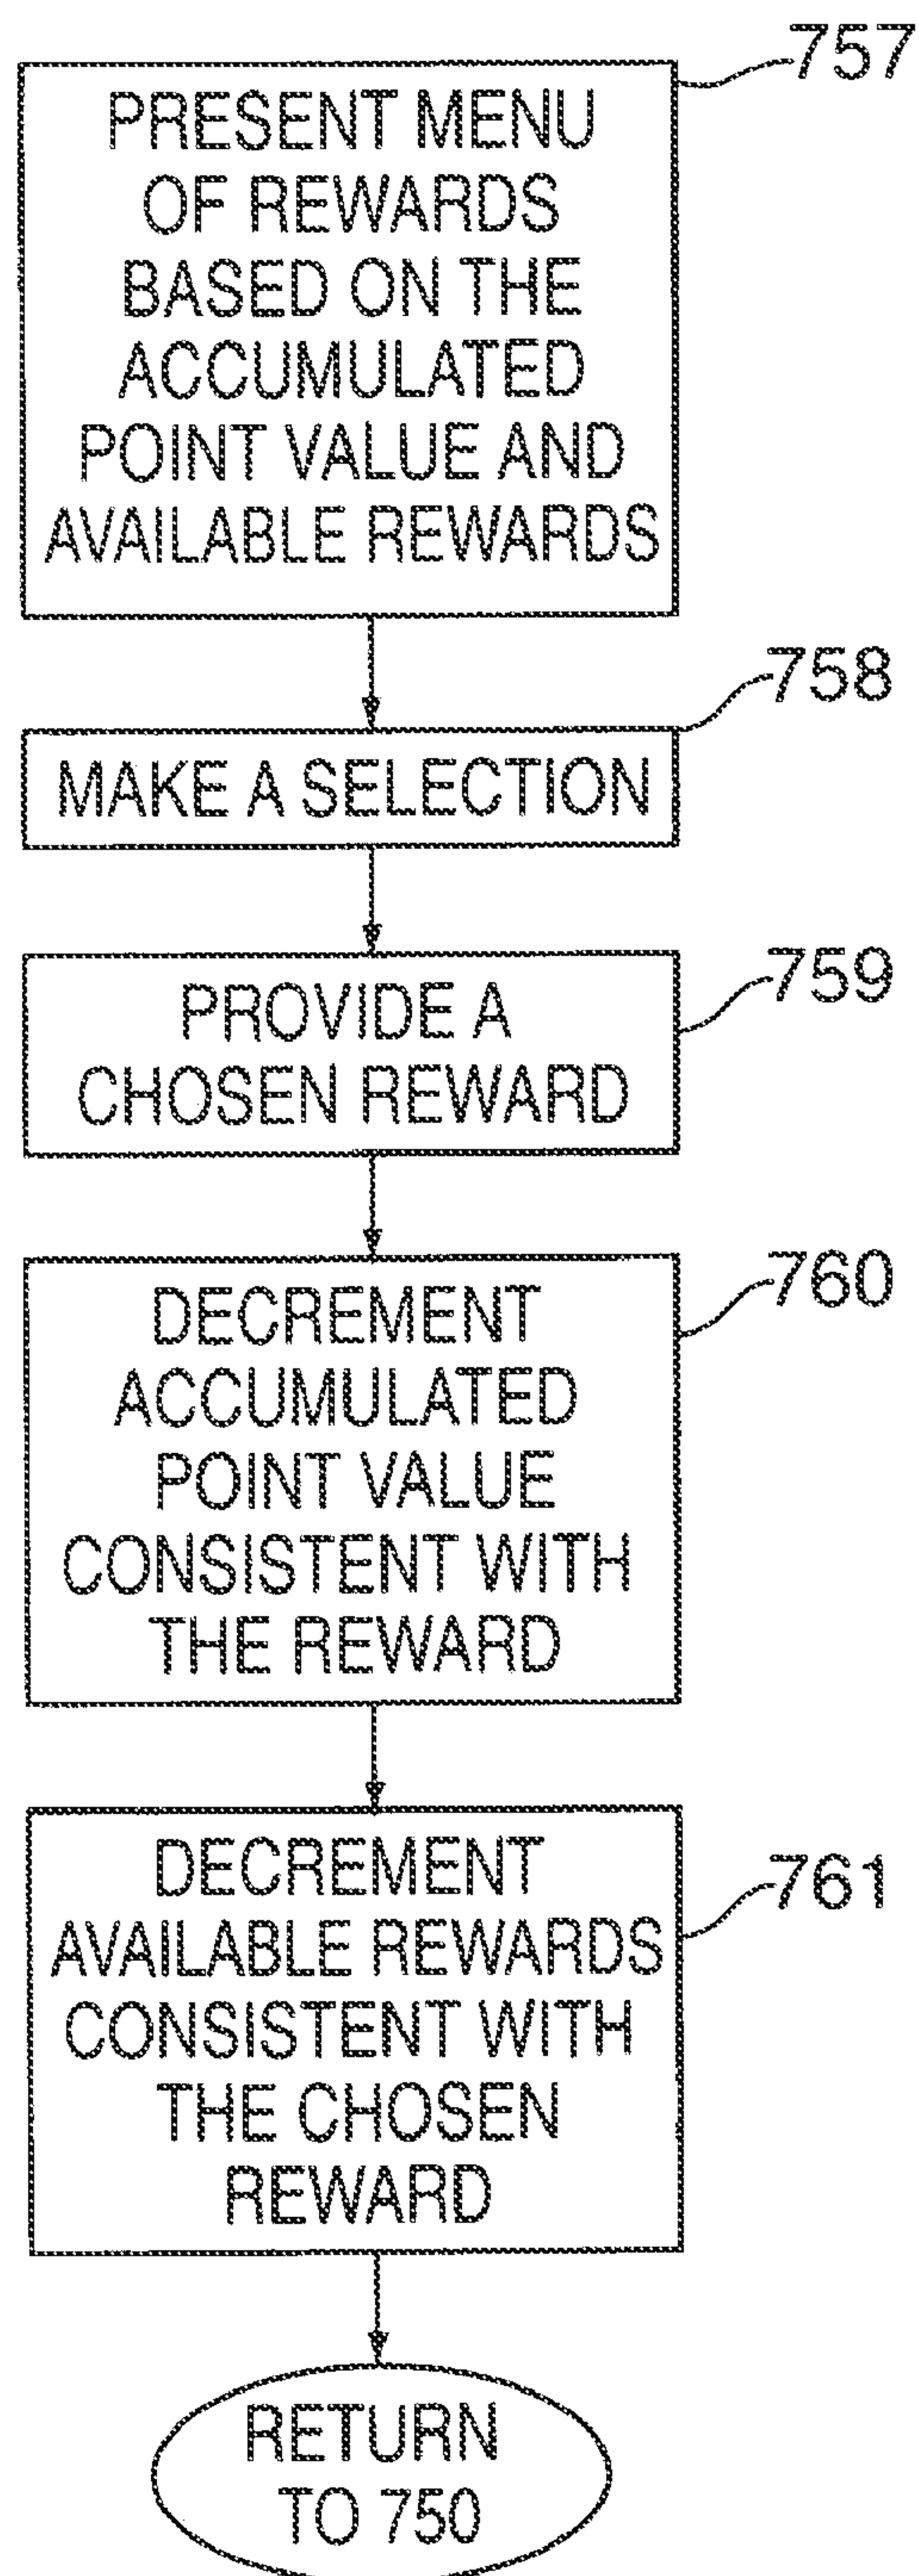 757
PRESENT MENU
OF REWARDS
BASED ON THE
ACCUMULATED
POINT VALUE AND
AVAILABLE REWARDS
758
MAKE A SELECTION
759
PROVIDE A
CHOSEN REWARD
760
DECREMENT
ACCUMULATED
POINT VALUE
CONSISTENT WITH
THE REWARD
761
DECREMENT
AVAILABLE REWARDS
CONSISTENT WITH
THE CHOSEN
REWARD
RETURN
TO 750